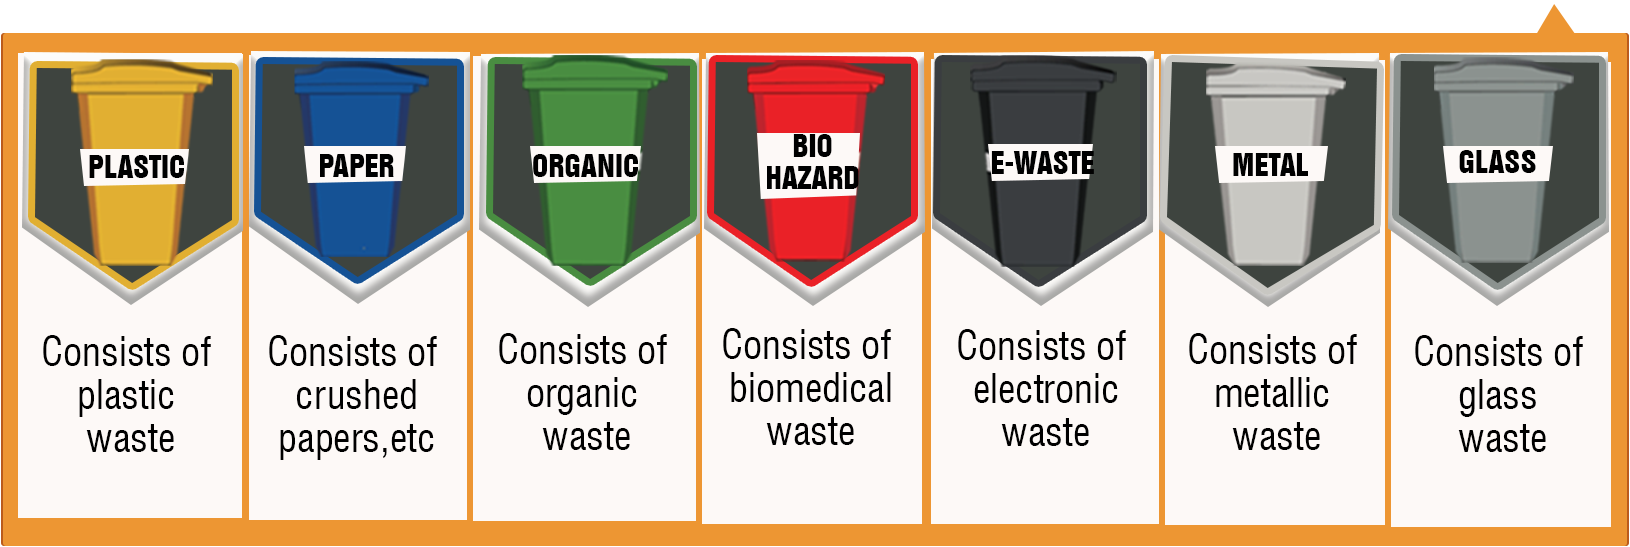 PLASTIC
Consists of
plastic
waste
PAPER
Consists of
crushed
papers,etc
ORGANIC
Consists of
organic
waste
BIO
HAZARD
Consists of
biomedical
waste
E-WASTE
Consists of
electronic
waste
METAL
Consists of
metallic
waste
GLASS
Consists of
glass
waste